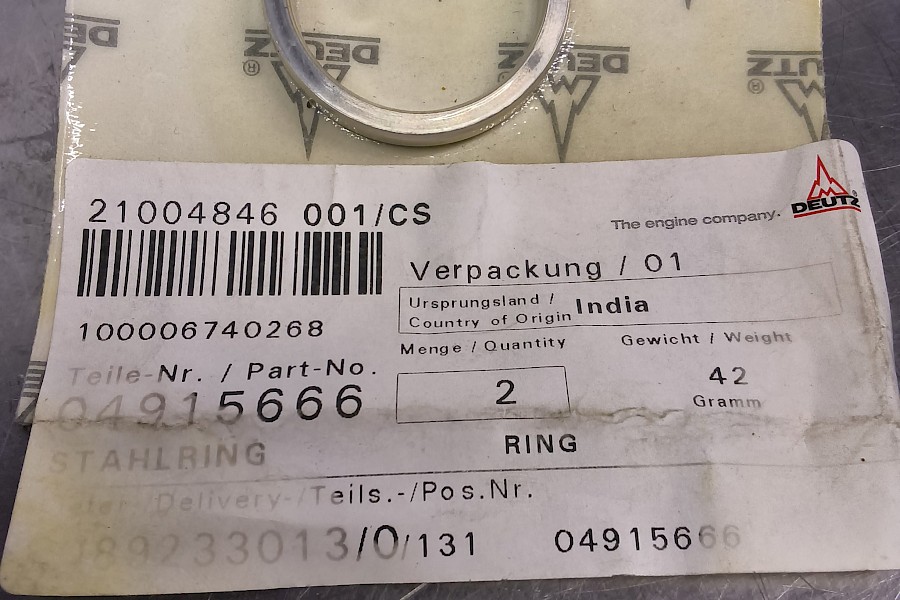 DEUTZ
DEUTZ ®
DEUTZ
DEUTZ ®
21004846 001/CS
The engine company.
DEUTZ®
100006740268
Verpackung / 01
Ursprungsland /
Country of Origin India
Menge / Quantity
Gewicht / Weight
Teile-Nr. / Part-No.
2
42
Gramm
04915666
STAHLRING
RING
/Delivery-/Teils.-/Pos.Nr.
89233013/0/131
04915666